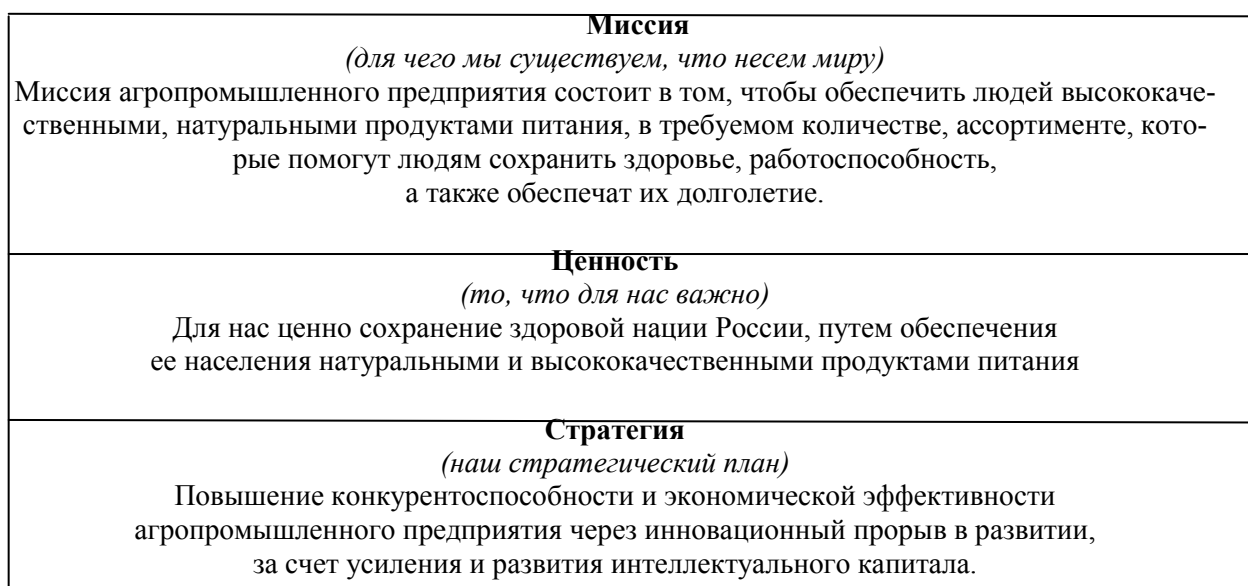 Миссия
(для чего мы существуем, что несем миру)
Миссия агропромышленного предприятия состоит в том, чтобы обеспечить людей высококаче-
ственными, натуральными продуктами питания, в требуемом количестве, ассортименте, кото-
рые помогут людям сохранить здоровье, работоспособность,
а также обеспечат их долголетие.
Ценность
(то, что для нас важно)
Для нас ценно сохранение здоровой нации России, путем обеспечения
ее населения натуральными и высококачественными продуктами питания
Стратегия
(наш стратегический план)
Повышение конкурентоспособности и экономической эффективности
агропромышленного предприятия через инновационный прорыв в развитии,
за счет усиления и развития интеллектуального капитала.